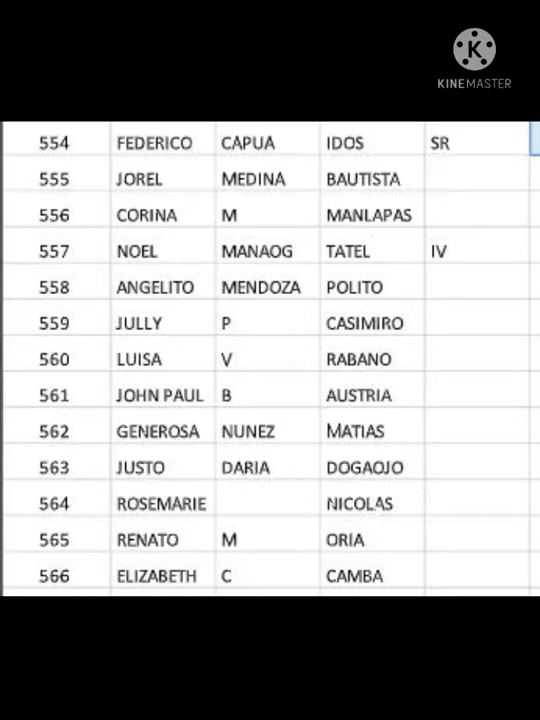 K
KINEMASTER
554 FEDERICO CAPUA IDOS SR
555 JOREL MEDINA BAUTISTA
556 CORINA M MANLAPAS
557 NOEL MANAOG TATEL IV
558 ANGELITO MENDOZA POLITO
559 JULLY P CASIMIRO
560 LUISA V RABANO
561 JOHN PAUL B AUSTRIA
562 GENEROSA NUNEZ MATIAS
563 JUSTO DARIA DOGAOJO
564 ROSEMARIE NICOLAS
565 RENATO M ORIA
566 ELIZABETH C CAMBA